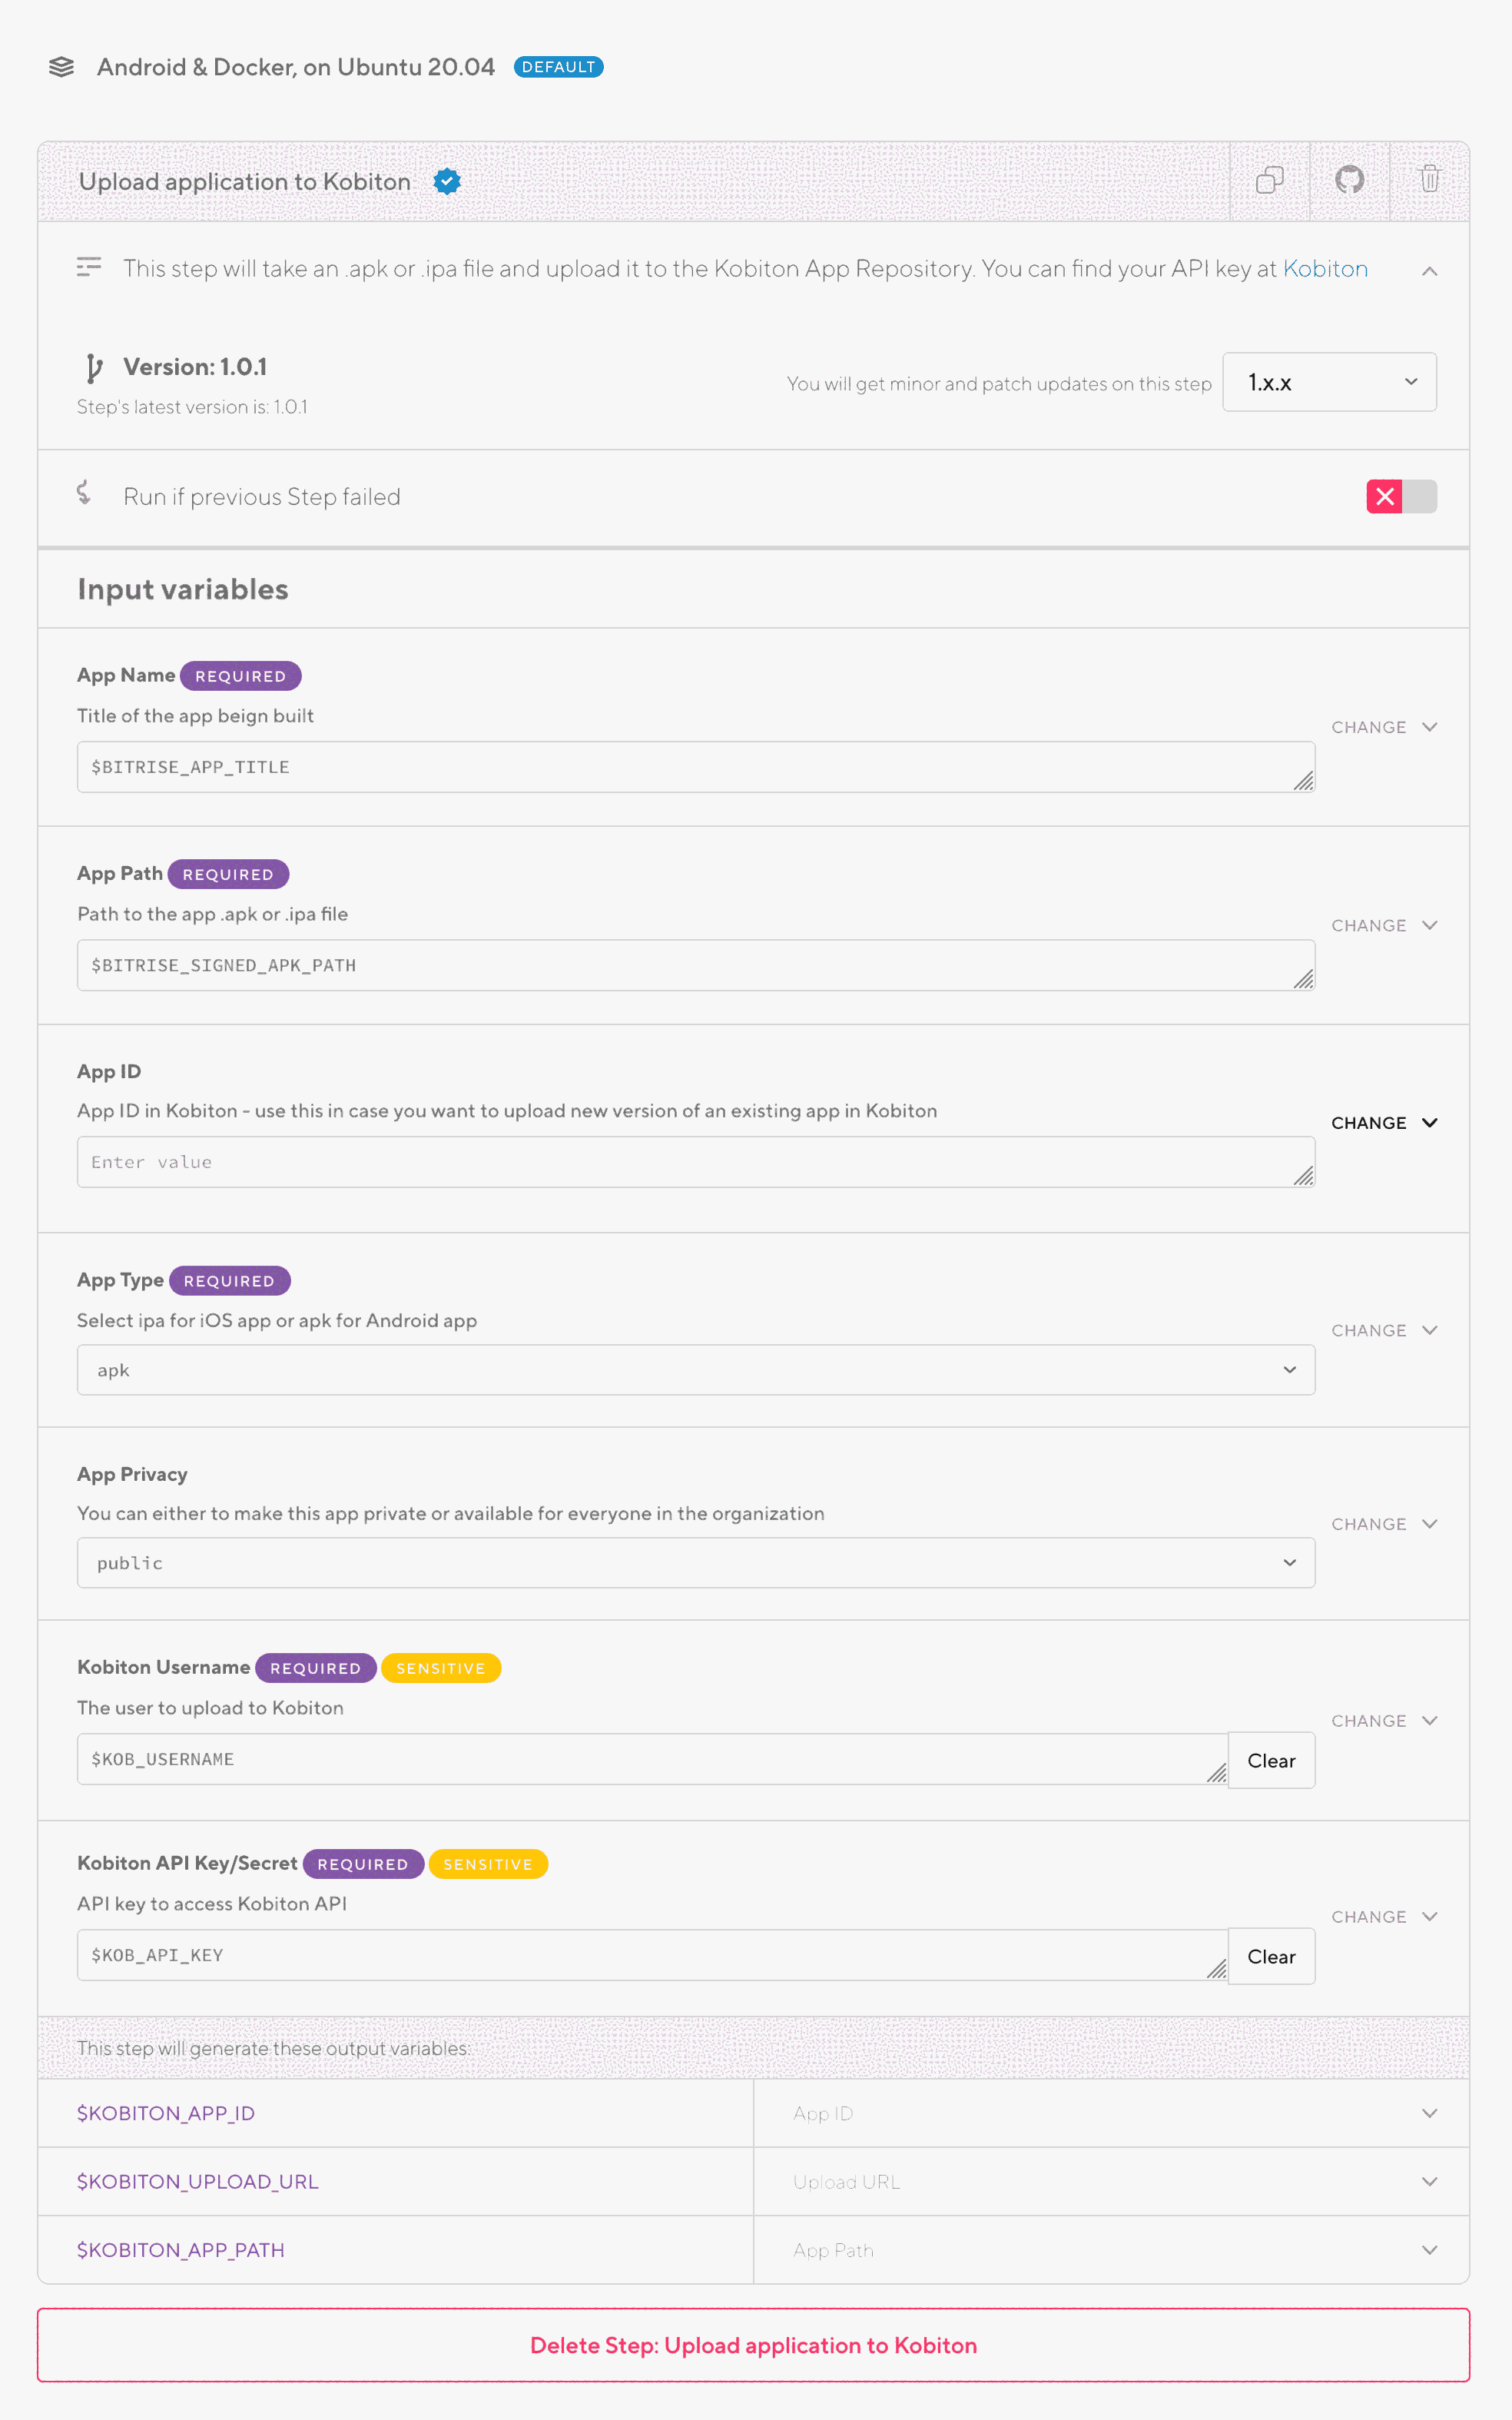 Android & Docker, on Ubuntu 20.04 DEFAULT
Upload application to Kobiton
This step will take an .apk or .ipa file and upload it to the Kobiton App Repository. You can find your API key at Kobiton
Version: 1.0.1
Step's latest version is: 1.0.1
You will get minor and patch updates on this step 1.x.x
Run if previous Step failed
Input variables
App Name REQUIRED
Title of the app beign built
CHANGE
$BITRISE_APP_TITLE
App Path REQUIRED
Path to the app .apk or .ipa file
CHANGE
$BITRISE_SIGNED_APK_PATH
App ID
App ID in Kobiton - use this in case you want to upload new version of an existing app in Kobiton
CHANGE
Enter value
App Type REQUIRED
Select ipa for iOS app or apk for Android app
CHANGE
apk
App Privacy
You can either to make this app private or available for everyone in the organization
CHANGE
public
Kobiton Username REQUIRED SENSITIVE
The user to upload to Kobiton
CHANGE
$KOB_USERNAME Clear
Kobiton API Key/Secret REQUIRED SENSITIVE
API key to access Kobiton API
CHANGE
$KOB_API_KEY Clear
This step will generate these output variables:
$KOBITON_APP_ID App ID
$KOBITON_UPLOAD_URL Upload URL
$KOBITON_APP_PATH App Path
Delete Step: Upload application to Kobiton